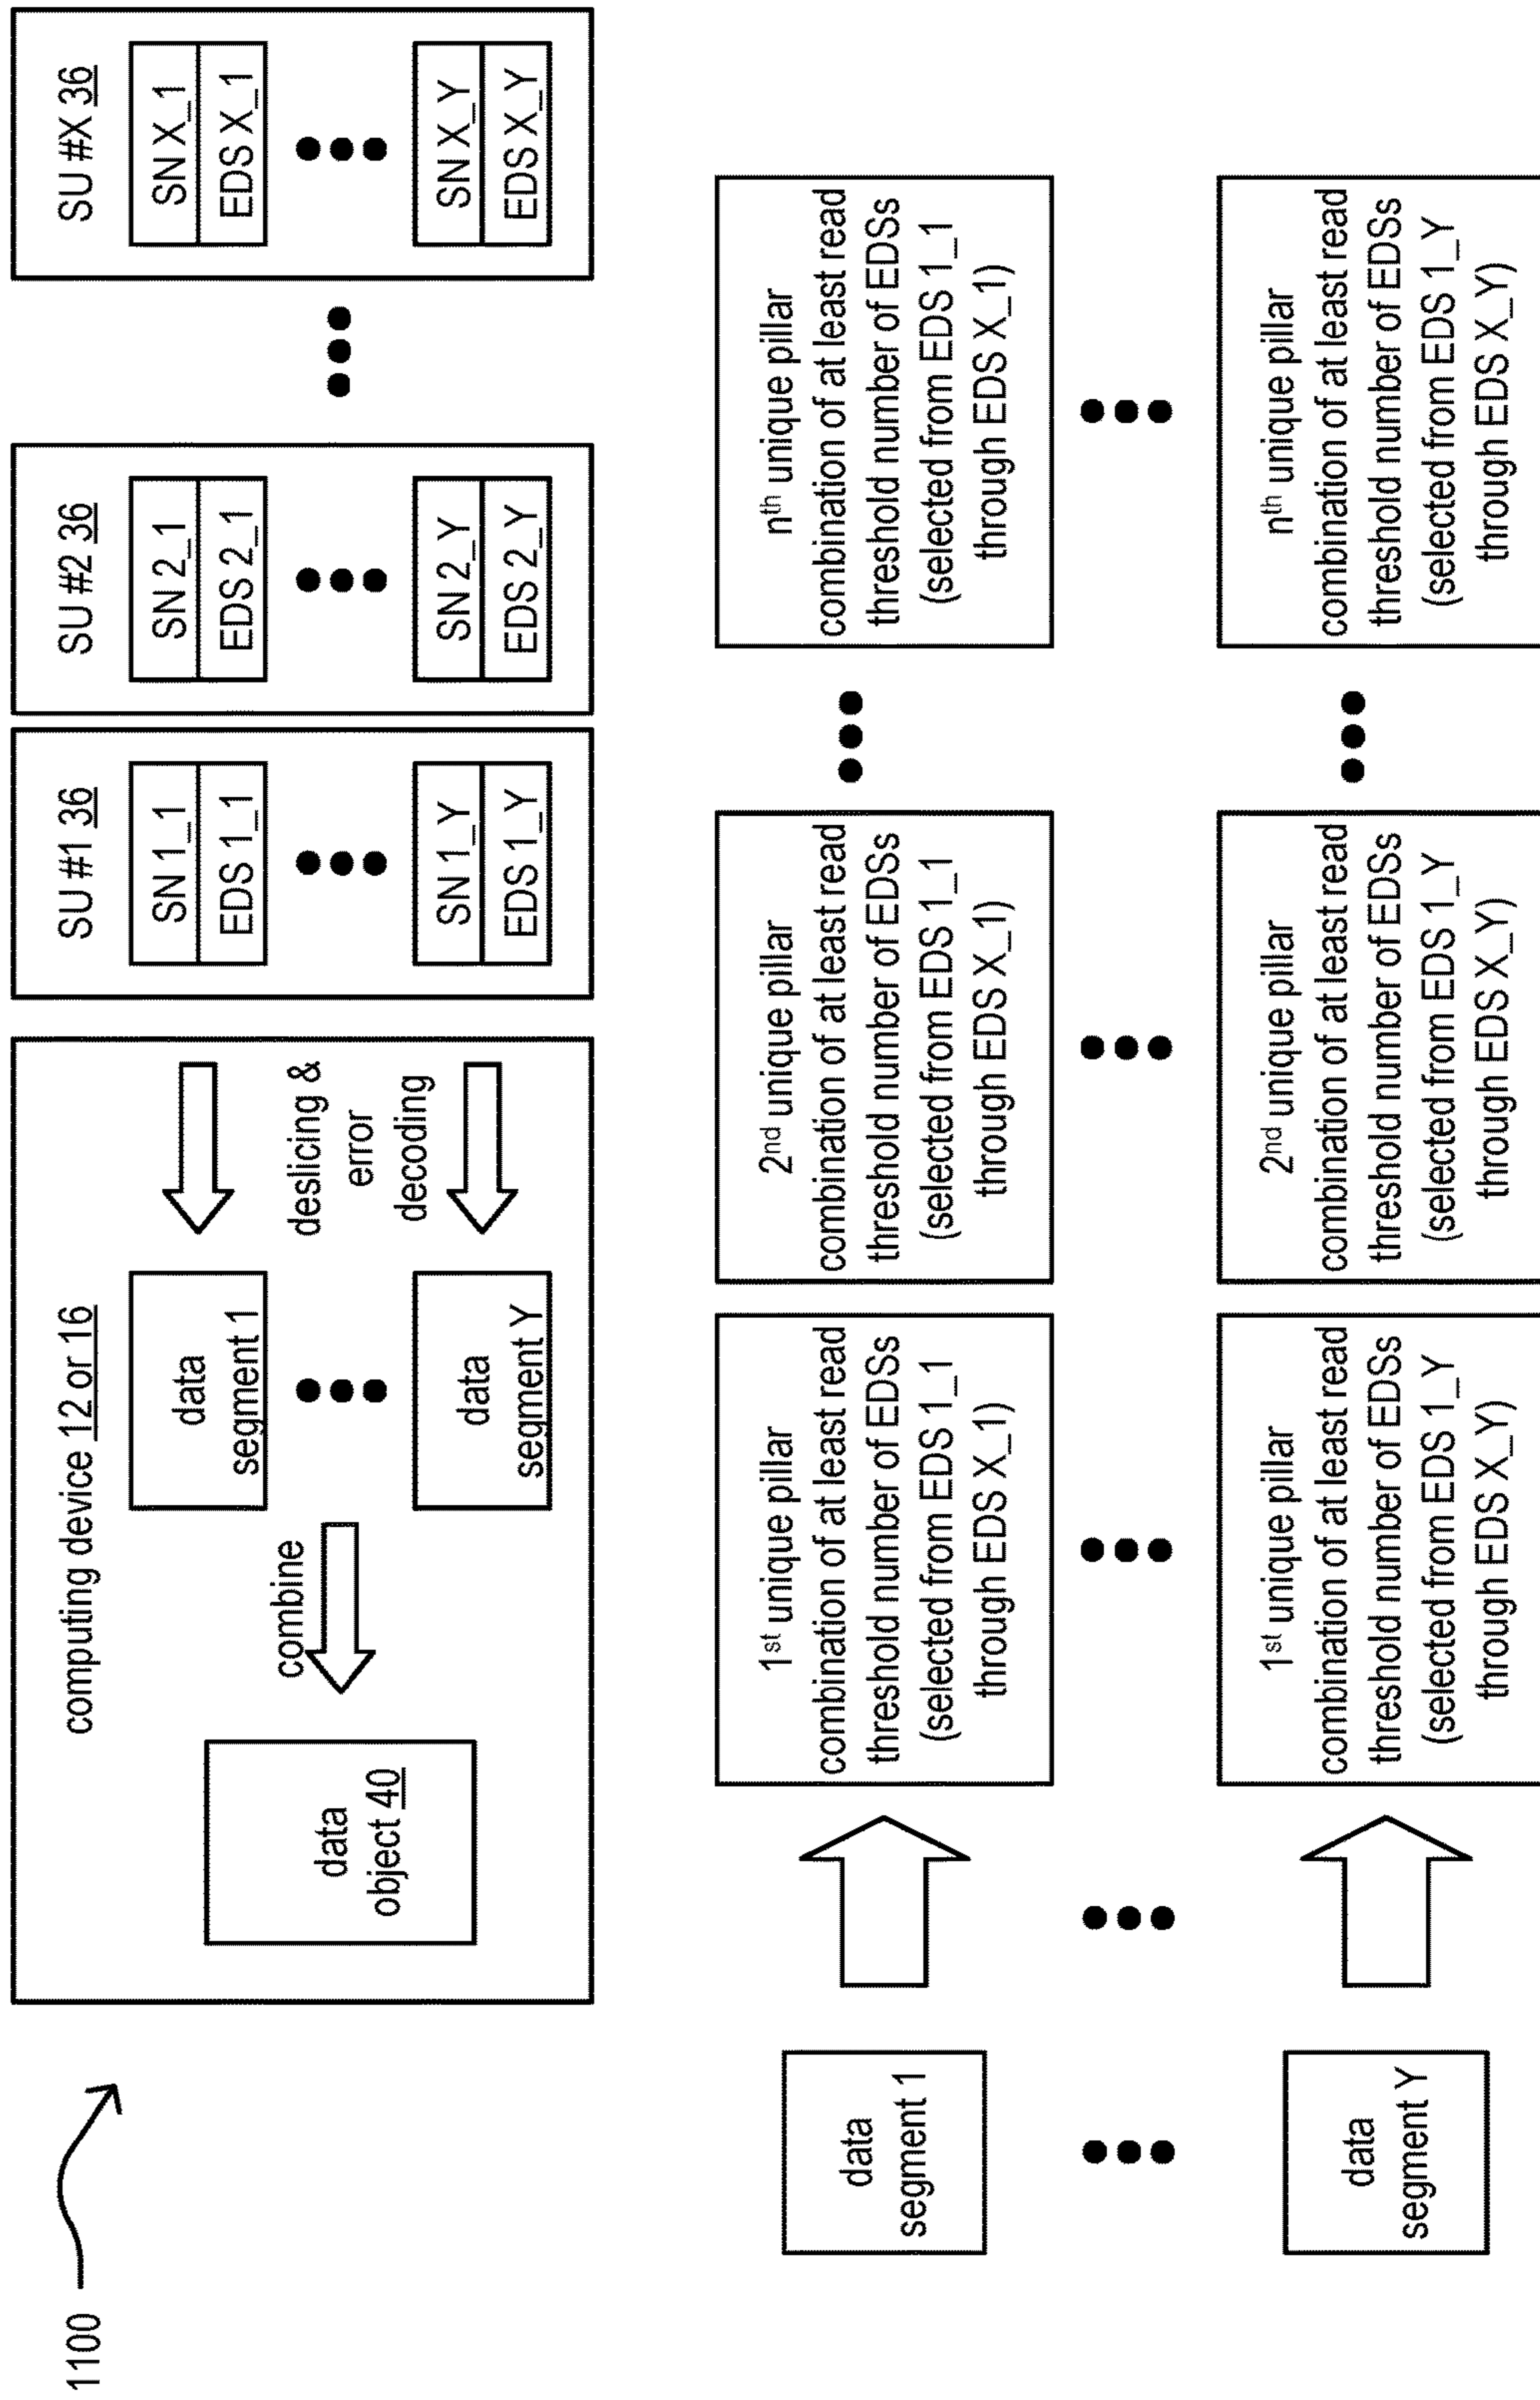 1100
computing device 12 or 16
data
object 40
combine
data
segment 1
data
segment Y
deslicing &
error
decoding
SU #1 36
SN 1_1
EDS 1_1
SN 1_Y
EDS 1_Y
SU #2 36
SN 2_1
EDS 2_1
SN 2_Y
EDS 2_Y
SU #X 36
SN X_1
EDS X_1
SN X_Y
EDS X_Y
data
segment 1
1st unique pillar
combination of at least read
threshold number of EDSs
(selected from EDS 1_1
through EDS X_1)
2nd unique pillar
combination of at least read
threshold number of EDSs
(selected from EDS 1_1
through EDS X_1)
nth unique pillar
combination of at least read
threshold number of EDSs
(selected from EDS 1_1
through EDS X_1)
data
segment Y
1st unique pillar
combination of at least read
threshold number of EDSs
(selected from EDS 1_Y
through EDS X_Y)
2nd unique pillar
combination of at least read
threshold number of EDSs
(selected from EDS 1_Y
through EDS X_Y)
nth unique pillar
combination of at least read
threshold number of EDSs
(selected from EDS 1_Y
through EDS X_Y)